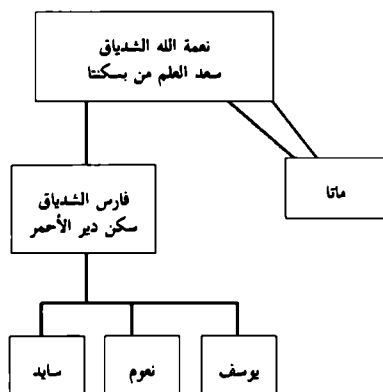 نعمة الله الشدياق
سعد العلم من بسكنتا
ماتا
فارس الشدياق
سكن دير الأحمر
يوسف
نعوم
سايد